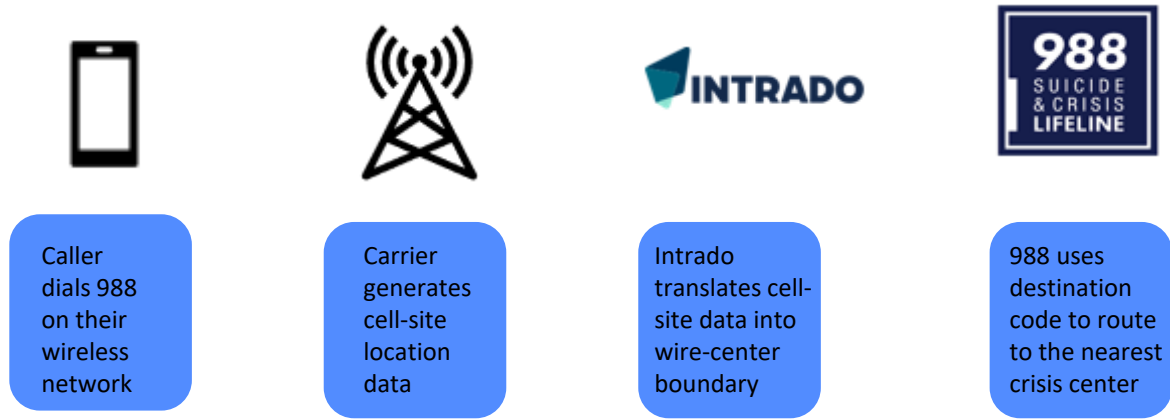 INTRADO
988
SUICIDE
& CRISIS
LIFELINE
Caller
dials 988
on their
wireless
network
Carrier
generates
cell-site
location
data
Intrado
translates cell-
site data into
wire-center
boundary
988 uses
destination
code to route
to the nearest
crisis center